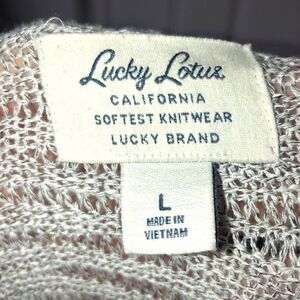 Lucky Lotus
CALIFORNIA
SOFTEST KNITWEAR
LUCKY BRAND
L
MADE IN
VIETNAM